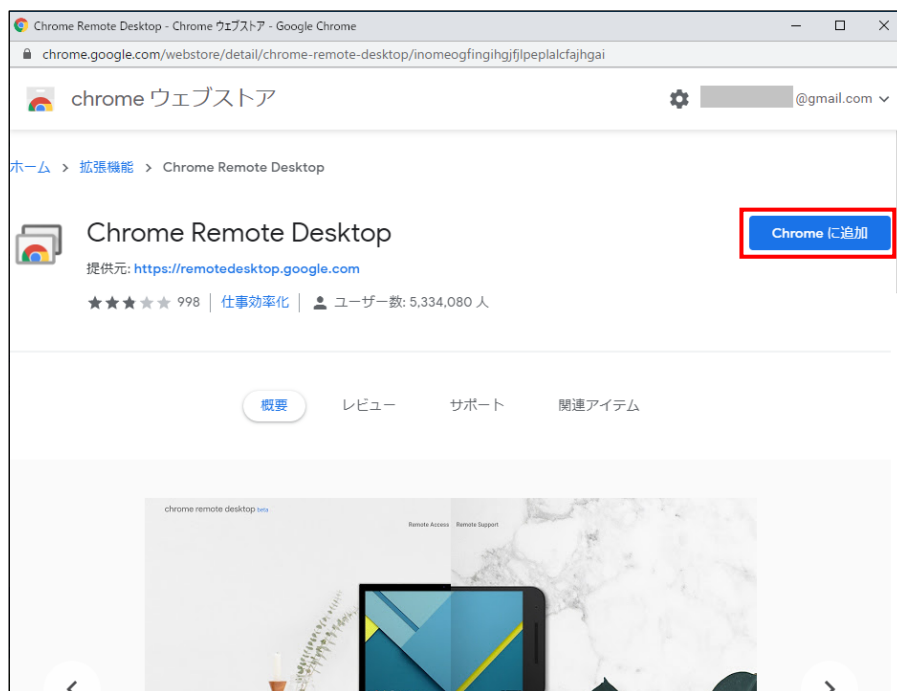 Chrome Remote Desktop - Chrome ウェブストア - Google Chrome
chrome.google.com/webstore/detail/chrome-remote-desktop/inomeogfingihgjfjlpeplalcfajhgai
chrome ウェブストア
@gmail.com
ホーム > 拡張機能 > Chrome Remote Desktop
Chrome Remote Desktop
Chrome に追加
提供元: https://remotedesktop.google.com
998 | 仕事効率化 | ユーザー数: 5,334,080 人
概要 レビュー サポート 関連アイテム
chrome remote desktop beta
Remote Access Remote Support